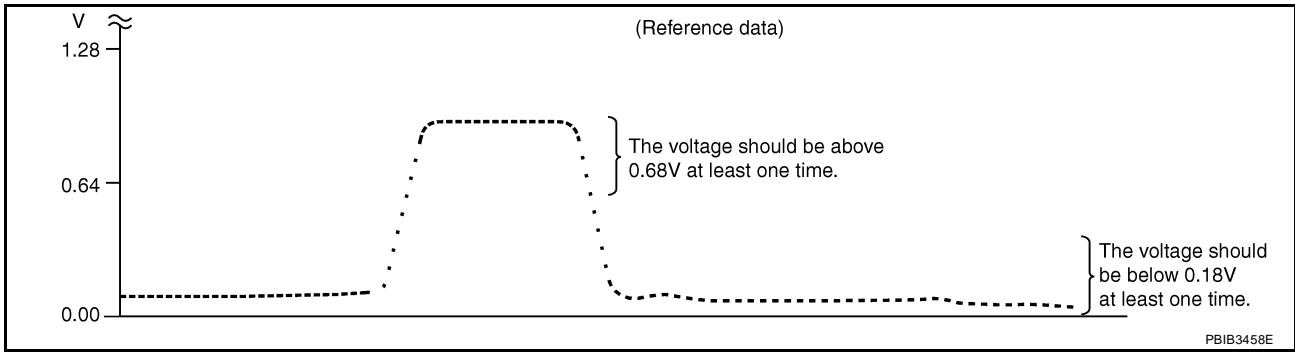 V
(Reference data)
1.28
The voltage should be above
0.68V at least one time.
0.64
The voltage should
be below 0.18V
at least one time.
0.00
PBIB3458E